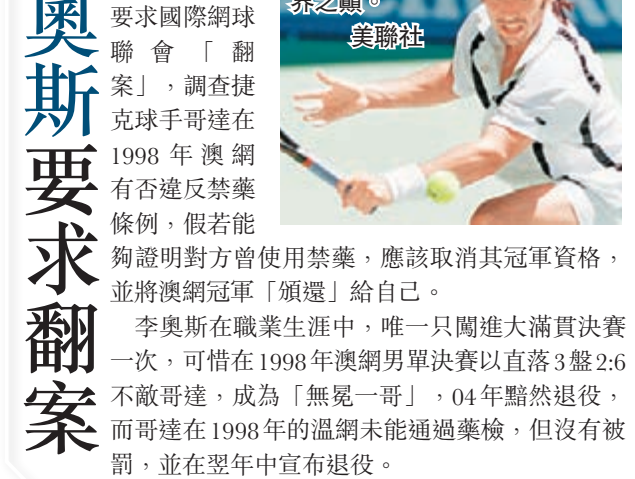 奧斯要求翻案
界之巔。
美聯社
要求國際網球
聯會「翻
案」，調查捷
克球手哥達在
1998年澳網
有否違反禁藥
條例，假若能
夠證明對方曾使用禁藥，應該取消其冠軍資格，
並將澳網冠軍「頒還」給自己。
李奧斯在職業生涯中，唯一只闖進大滿貫決賽
一次，可惜在1998年澳網男單決賽以直落3盤2:6
不敵哥達，成為「無冕一哥」，04年黯然退役，
而哥達在1998年的溫網未能通過藥檢，但沒有被
罰，並在翌年中宣布退役。